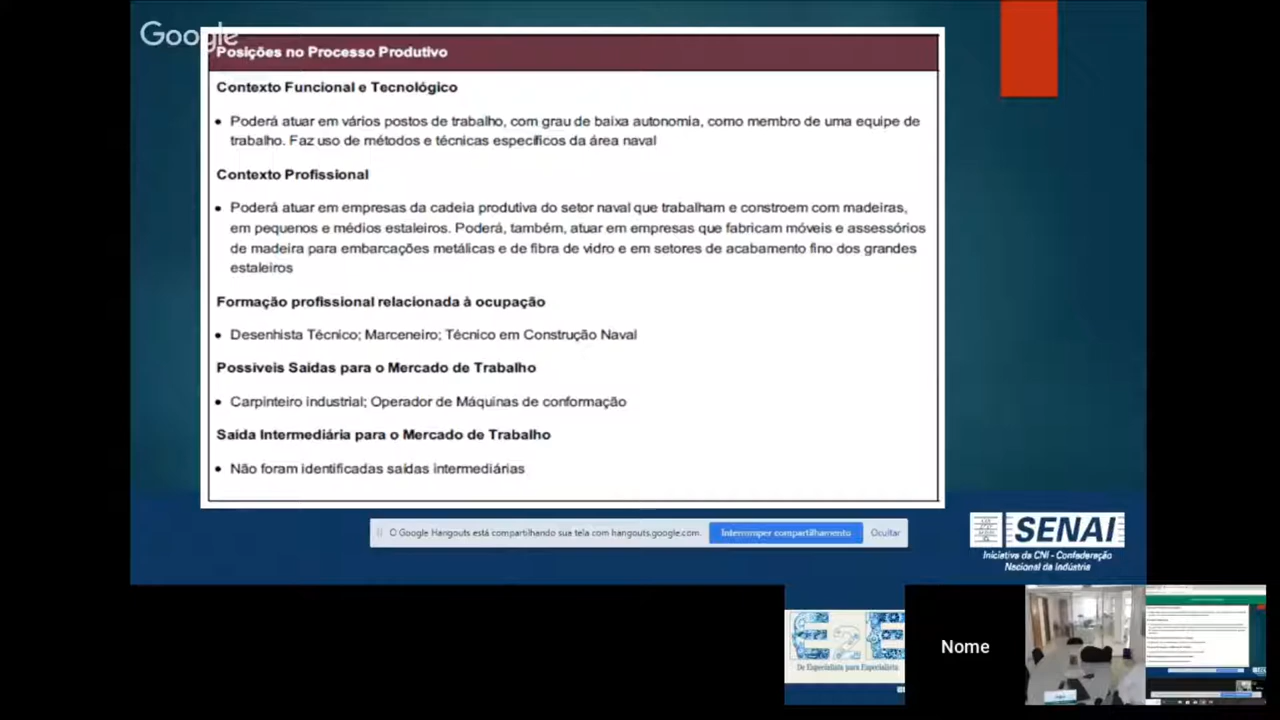 Google
Posições no Processo Produtivo
Contexto Funcional e Tecnológico
• Poderá atuar em vários postos de trabalho, com grau de baixa autonomia, como membro de uma equipe de
trabalho. Faz uso de métodos e técnicas específicos da área naval
Contexto Profissional
• Poderá atuar em empresas da cadeia produtiva do setor naval que trabalham e constroem com madeiras,
em pequenos e médios estaleiros. Poderá, também, atuar em empresas que fabricam móveis e assessórios
de madeira para embarcações metálicas e de fibra de vidro e em setores de acabamento fino dos grandes
estaleiros
Formação profissional relacionada à ocupação
• Desenhista Técnico; Marceneiro; Técnico em Construção Naval
Possíveis Saídas para o Mercado de Trabalho
• Carpinteiro industrial; Operador de Máquinas de conformação
Saída Intermediária para o Mercado de Trabalho
• Não foram identificadas saídas intermediárias
O Google Hangouts está compartilhando sua tela com hangouts.google.com.
Interromper compartilhamento
Ocultar
SENAI
Iniciativa da CNI - Confederação
Nacional da Indústria
E2E
De Especialista para Especialista
Nome